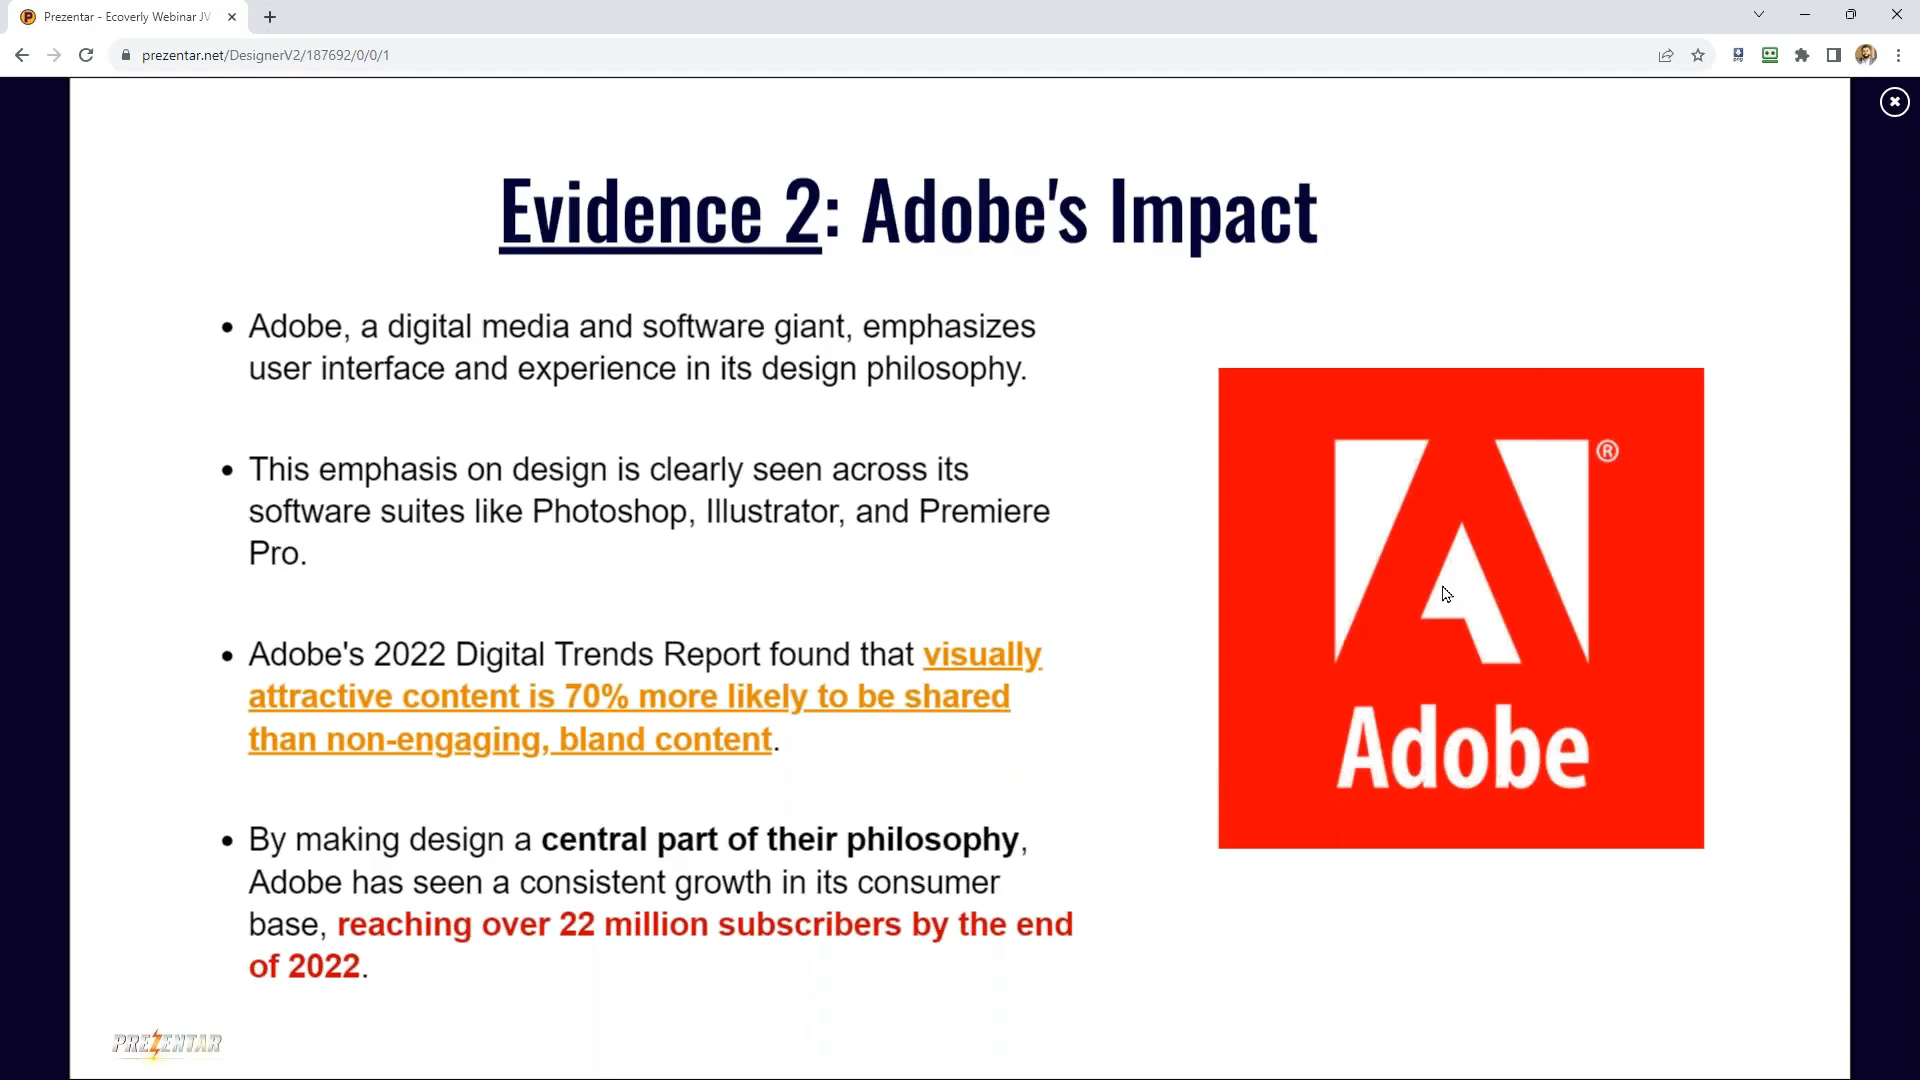 Prezentar - Ecoverly Webinar JV
prezentar.net/DesignerV2/187692/0/0/1
Evidence 2: Adobe's Impact
• Adobe, a digital media and software giant, emphasizes
user interface and experience in its design philosophy.
• This emphasis on design is clearly seen across its
software suites like Photoshop, Illustrator, and Premiere
Pro.
• Adobe's 2022 Digital Trends Report found that visually
attractive content is 70% more likely to be shared
than non-engaging, bland content.
• By making design a central part of their philosophy,
Adobe has seen a consistent growth in its consumer
base, reaching over 22 million subscribers by the end
of 2022.
®
Adobe
PREZENTAR